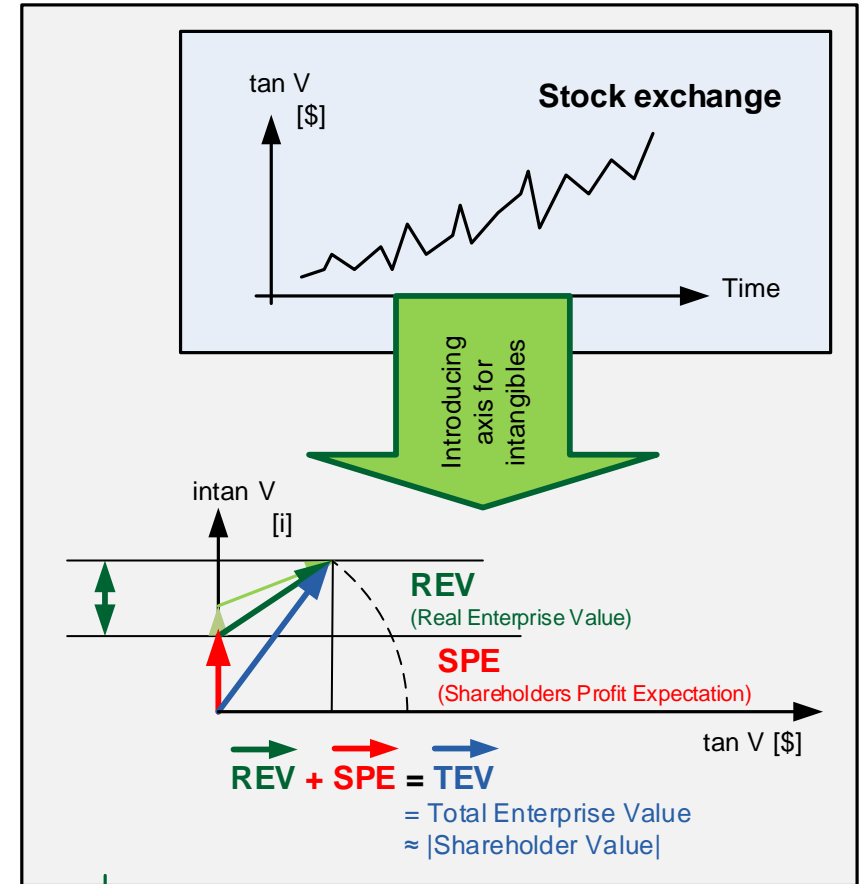 tan V
[$]
Stock exchange
Time
Introducing
axis for
intangibles
intan V
[i]
REV
(Real Enterprise Value)
SPE
(Shareholders Profit Expectation)
tan V [$]
REV + SPE = TEV
= Total Enterprise Value
≈ |Shareholder Value|